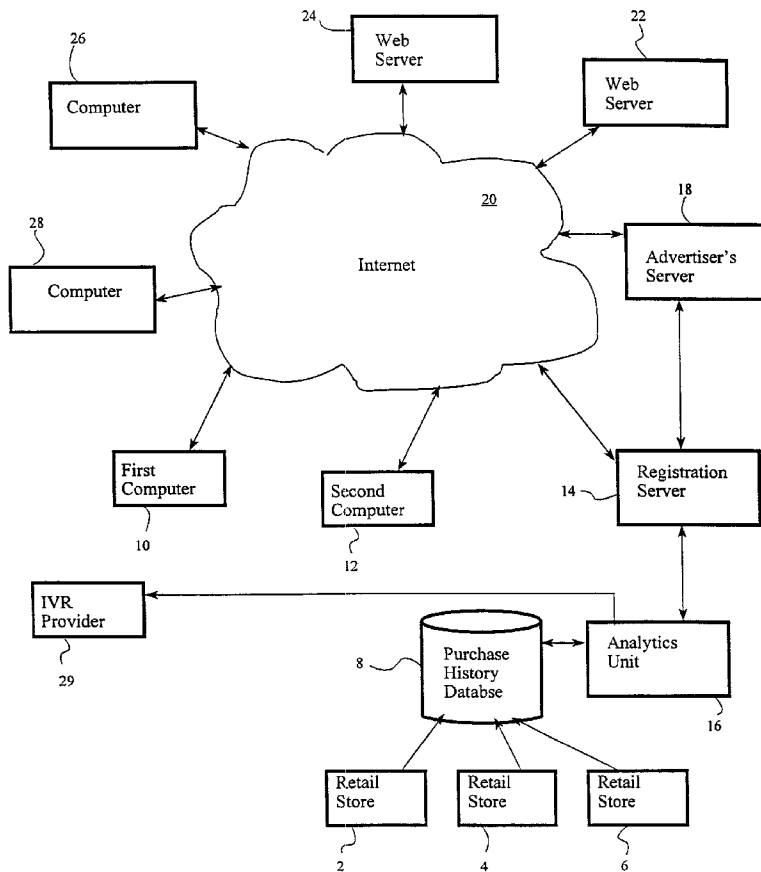 24
Web
Server
22
Web
Server
26
Computer
20
18
Advertiser's
Server
28
Computer
Internet
First
Computer
10
Second
Computer
12
Registration
Server
14
IVR
Provider
29
8
Purchase
History
Databse
Analytics
Unit
16
Retail
Store
Retail
Store
Retail
Store
2
4
6